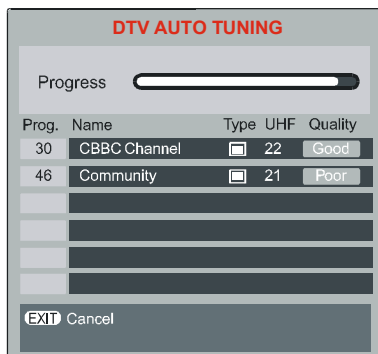 DTV AUTO TUNING
Progress
Prog. Name Type UHF Quality
30 CBBC Channel 22 Good
46 Community 21 Poor
EXIT Cancel